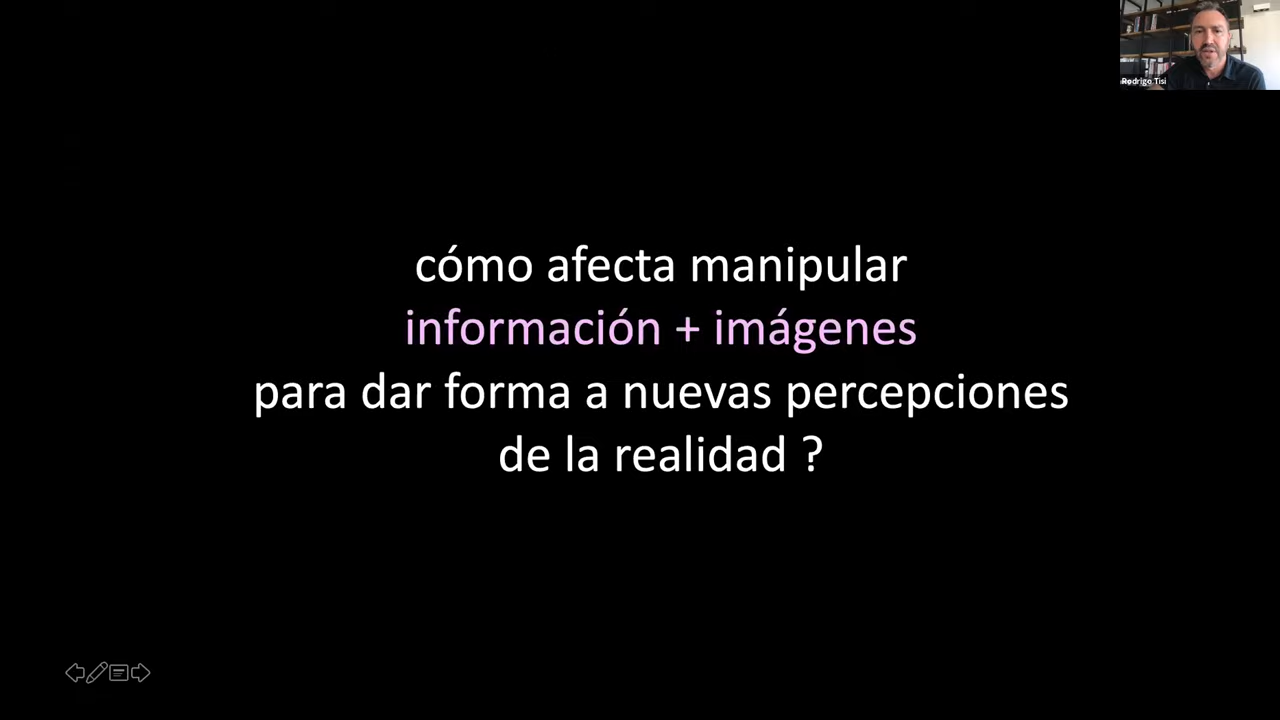 Rodrigo Tisi
cómo afecta manipular
información + imágenes
para dar forma a nuevas percepciones
de la realidad ?